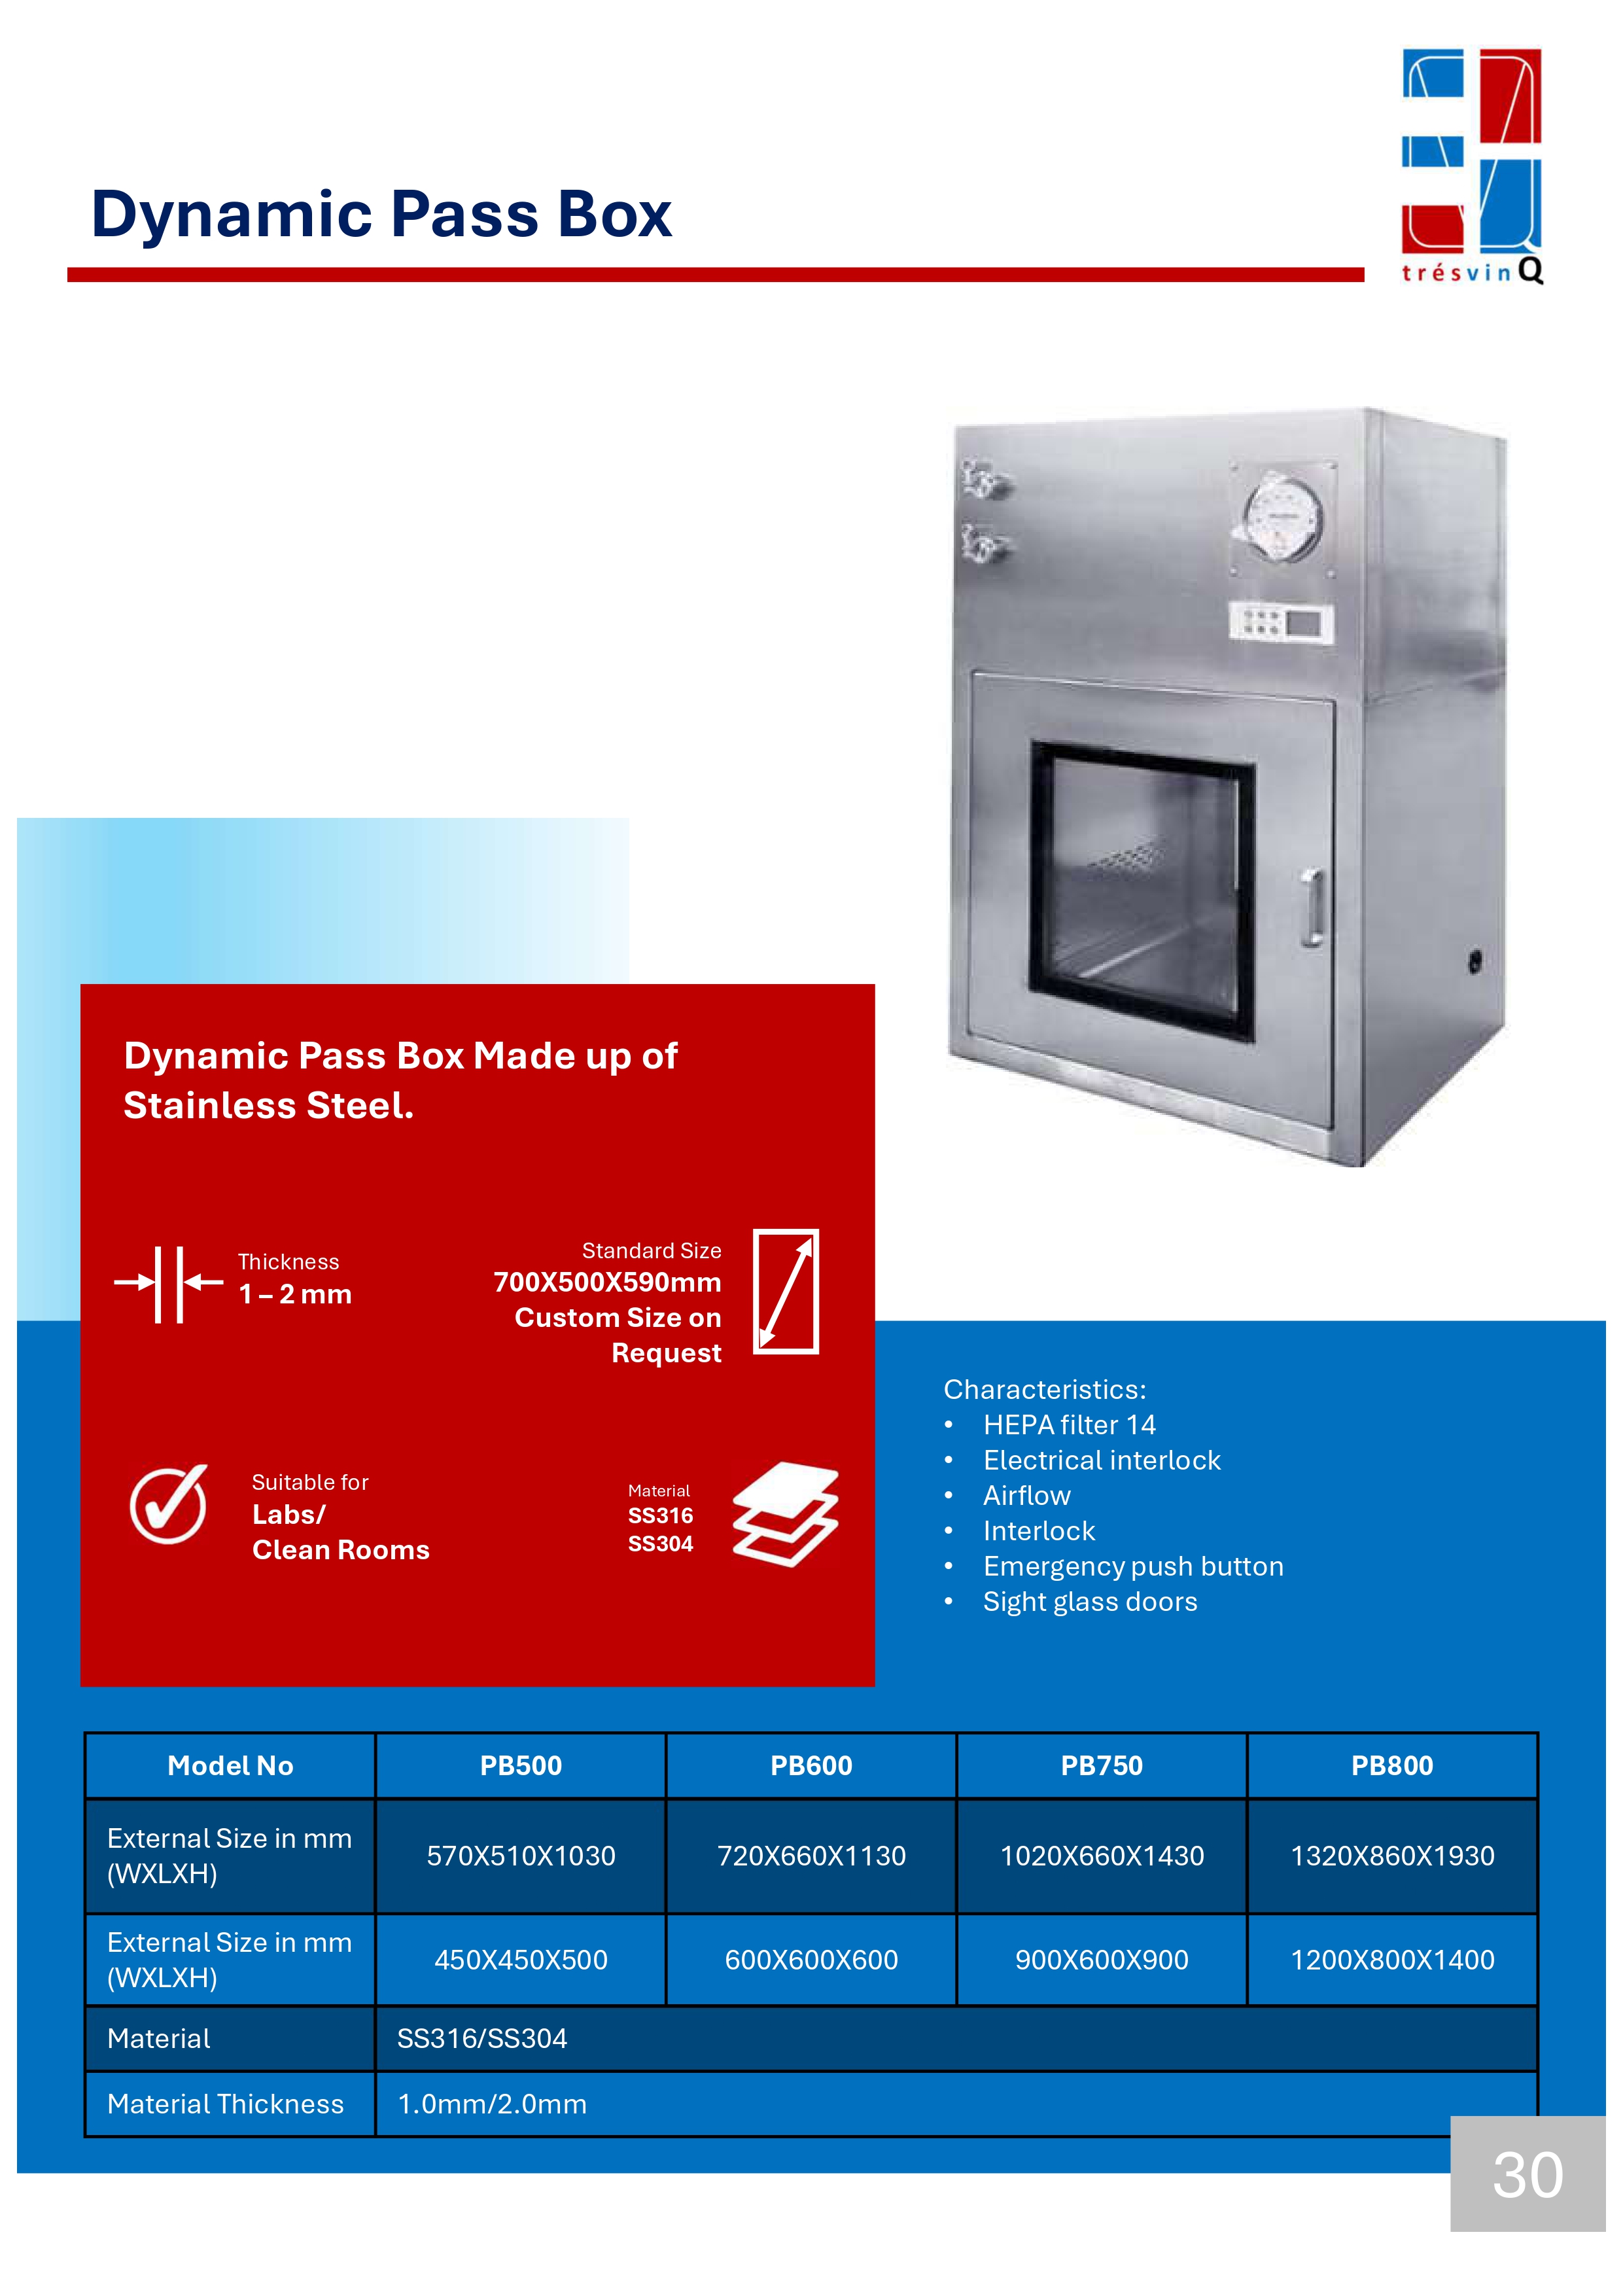 Dynamic Pass Box
trésvinQ
Dynamic Pass Box Made up of
Stainless Steel.
Thickness
1 – 2 mm
Standard Size
700X500X590mm
Custom Size on
Request
Suitable for
Labs/
Clean Rooms
Material
SS316
SS304
Characteristics:
• HEPA filter 14
• Electrical interlock
• Airflow
• Interlock
• Emergency push button
• Sight glass doors
Model No PB500 PB600 PB750 PB800
External Size in mm
(WXLXH) 570X510X1030 720X660X1130 1020X660X1430 1320X860X1930
External Size in mm
(WXLXH) 450X450X500 600X600X600 900X600X900 1200X800X1400
Material SS316/SS304
Material Thickness 1.0mm/2.0mm
30